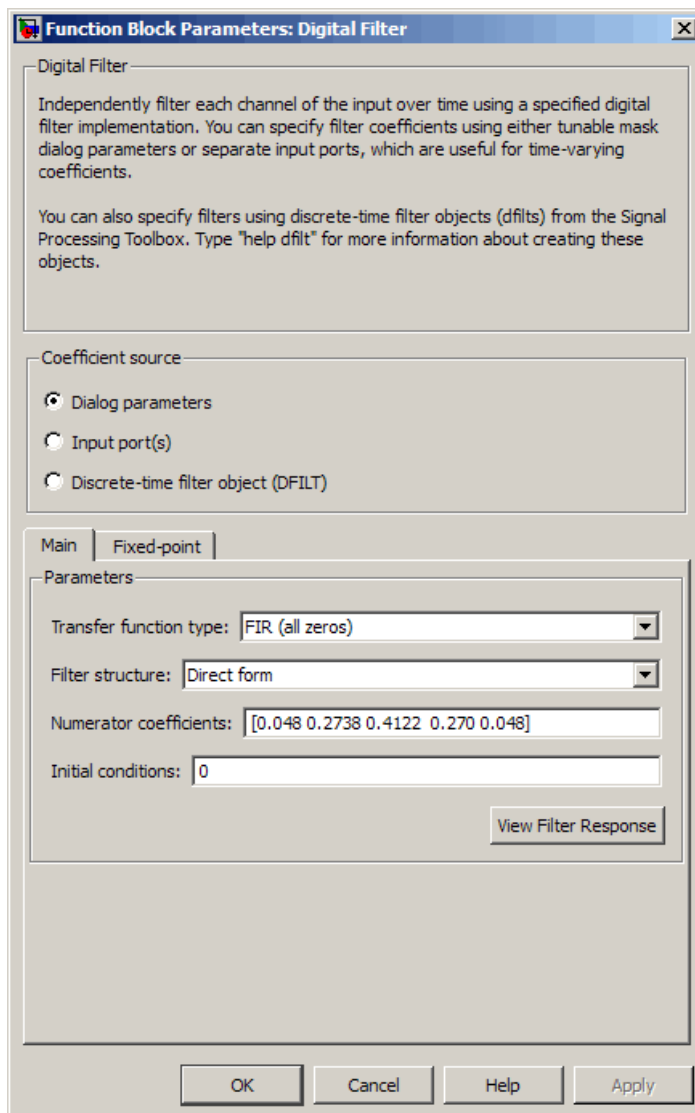 Function Block Parameters: Digital Filter
Digital Filter
Independently filter each channel of the input over time using a specified digital
filter implementation. You can specify filter coefficients using either tunable mask
dialog parameters or separate input ports, which are useful for time-varying
coefficients.
You can also specify filters using discrete-time filter objects (dfilts) from the Signal
Processing Toolbox. Type "help dfilt" for more information about creating these
objects.
Coefficient source
Dialog parameters
Input port(s)
Discrete-time filter object (DFILT)
Main Fixed-point
Parameters
Transfer function type: FIR (all zeros)
Filter structure: Direct form
Numerator coefficients: [0.048 0.2738 0.4122  0.270 0.048]
Initial conditions: 0
View Filter Response
OK Cancel Help Apply